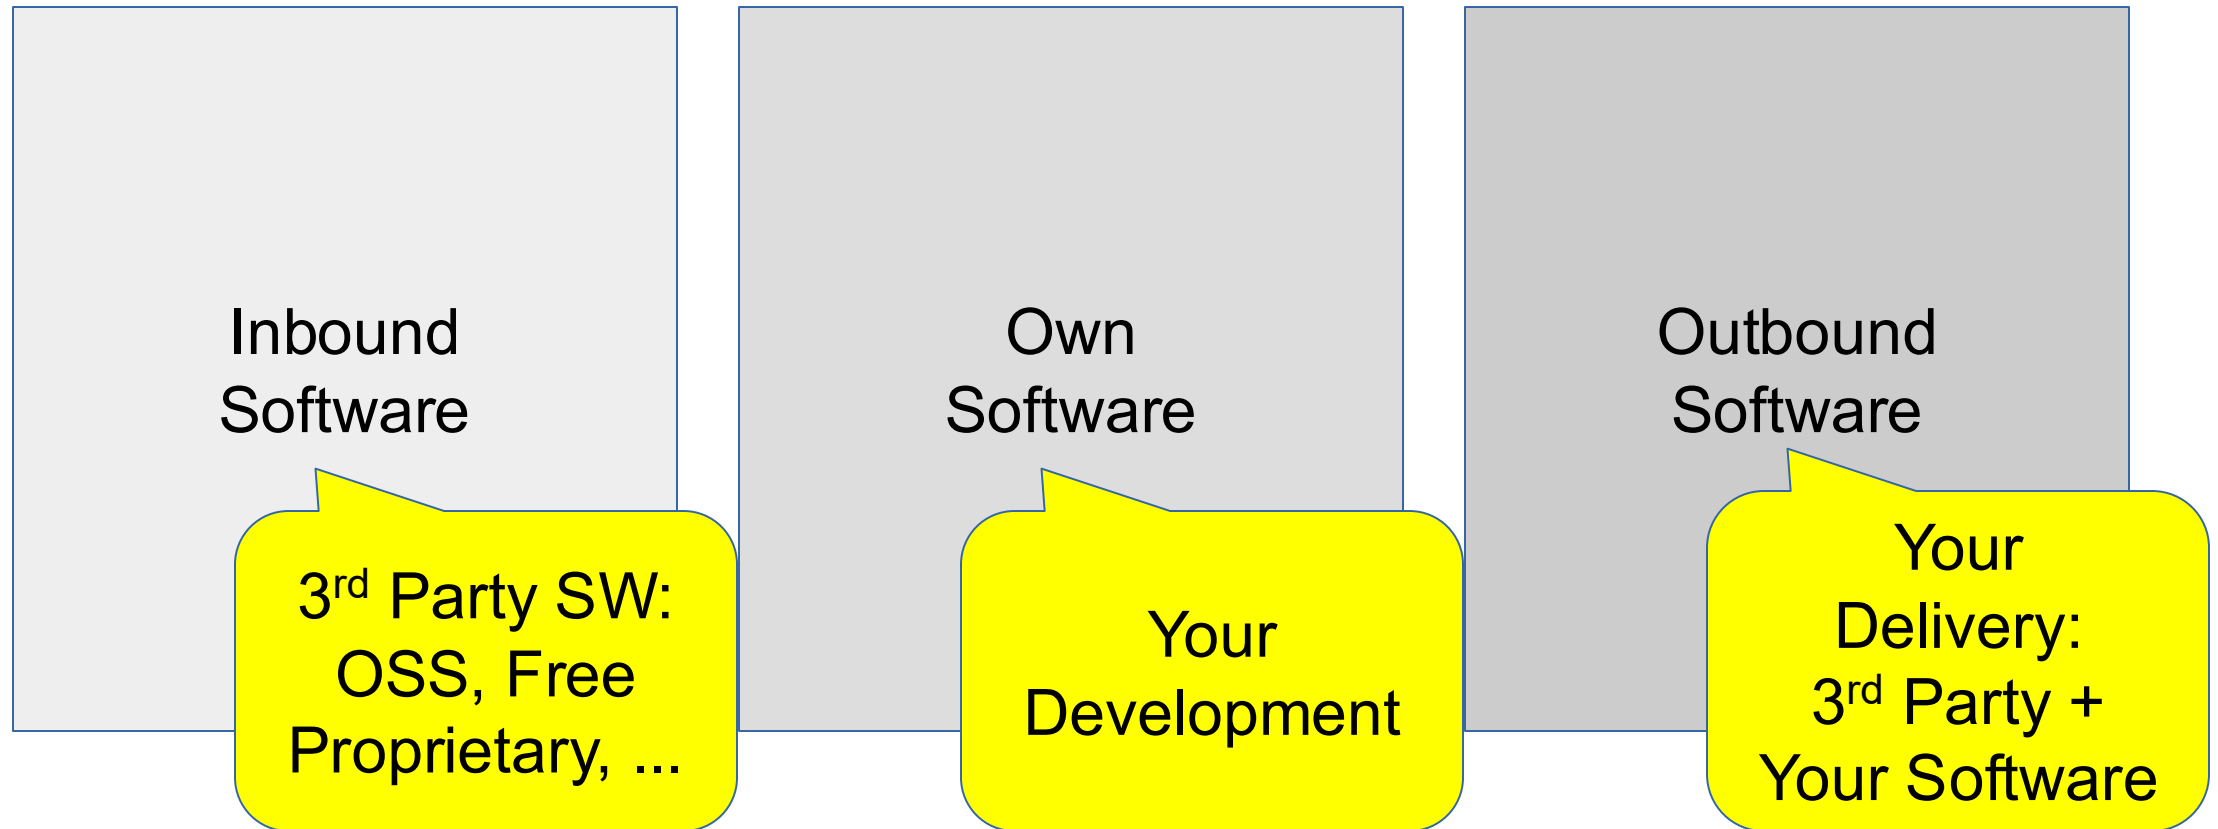 Inbound
Software
Own
Software
Outbound
Software
3rd Party SW:
OSS, Free
Proprietary, ...
Your
Development
Your
Delivery:
3rd Party +
Your Software